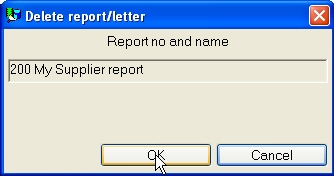 Delete report/letter
Report no and name
200 My Supplier report
OK Cancel